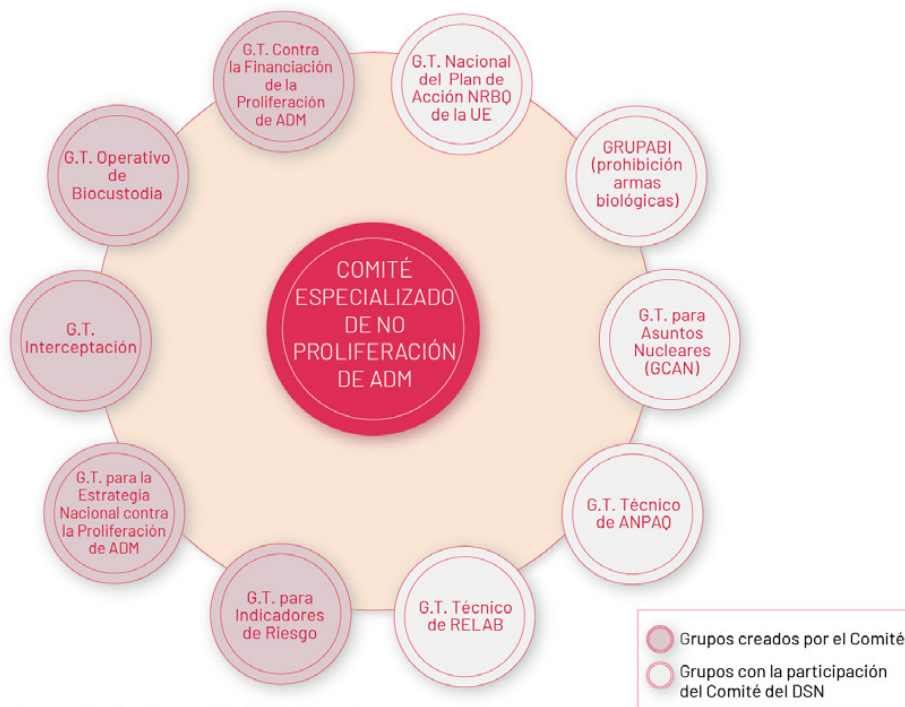 G.T. Contra
la Financiación
de la
Proliferación
de ADM
G.T. Nacional
del Plan de
Acción NRBQ
de la UE
G.T. Operativo
de
Biocustodia
GRUPABI
(prohibición
armas
biológicas)
COMITÉ
ESPECIALIZADO
DE NO
PROLIFERACIÓN
DE ADM
G.T.
Interceptación
G.T. para
Asuntos
Nucleares
(GCAN)
G.T. para la
Estrategia
Nacional contra
la Proliferación
de ADM
G.T. Técnico
de ANPAQ
G.T. para
Indicadores
de Riesgo
G.T. Técnico
de RELAB
Grupos creados por el Comité
Grupos con la participación
del Comité del DSN